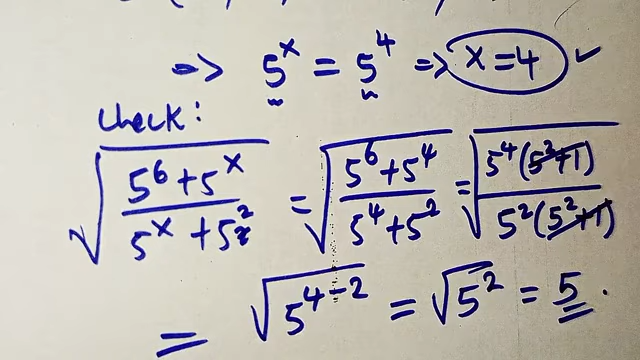 => 5^x = 5^4 => x = 4 ✓
Check:
√((5^6 + 5^x)/(5^x + 5^2)) = √((5^6 + 5^4)/(5^4 + 5^2)) = √((5^4(5^2+1))/(5^2(5^2+1)))
= √(5^(4-2)) = √(5^2) = 5.